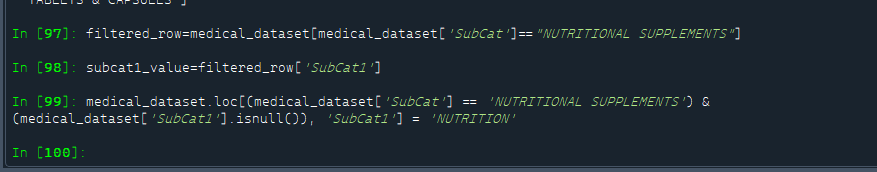 TABLETS & CAPSULES']
In [97]: filtered_row=medical_dataset[medical_dataset['SubCat']=="NUTRITIONAL SUPPLEMENTS"]
In [98]: subcat1_value=filtered_row['SubCat1']
In [99]: medical_dataset.loc[(medical_dataset['SubCat'] == 'NUTRITIONAL SUPPLEMENTS') &
(medical_dataset['SubCat1'].isnull()), 'SubCat1'] = 'NUTRITION'
In [100]: